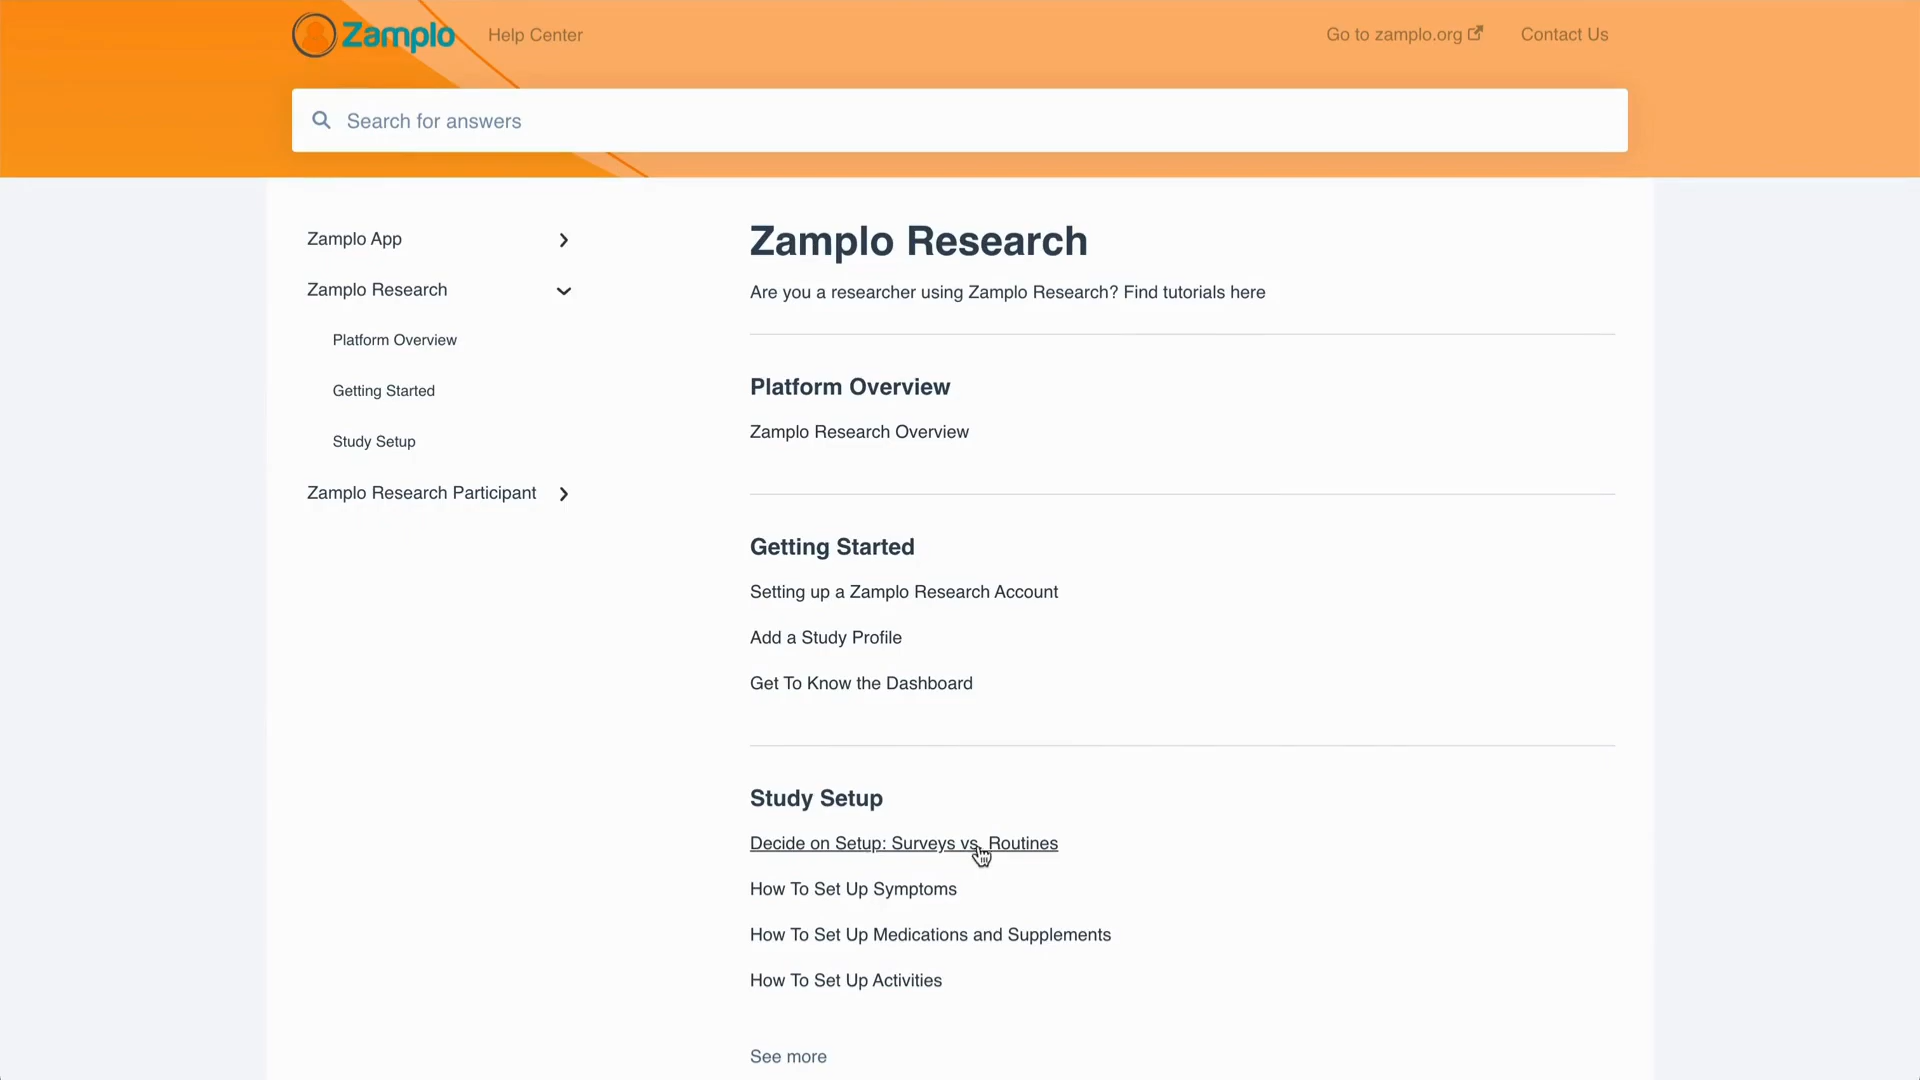 Zamplo
Help Center
Go to zamplo.org
Contact Us
Search for answers
Zamplo App
Zamplo Research
Platform Overview
Getting Started
Study Setup
Zamplo Research Participant
Zamplo Research
Are you a researcher using Zamplo Research? Find tutorials here
Platform Overview
Zamplo Research Overview
Getting Started
Setting up a Zamplo Research Account
Add a Study Profile
Get To Know the Dashboard
Study Setup
Decide on Setup: Surveys vs. Routines
How To Set Up Symptoms
How To Set Up Medications and Supplements
How To Set Up Activities
See more